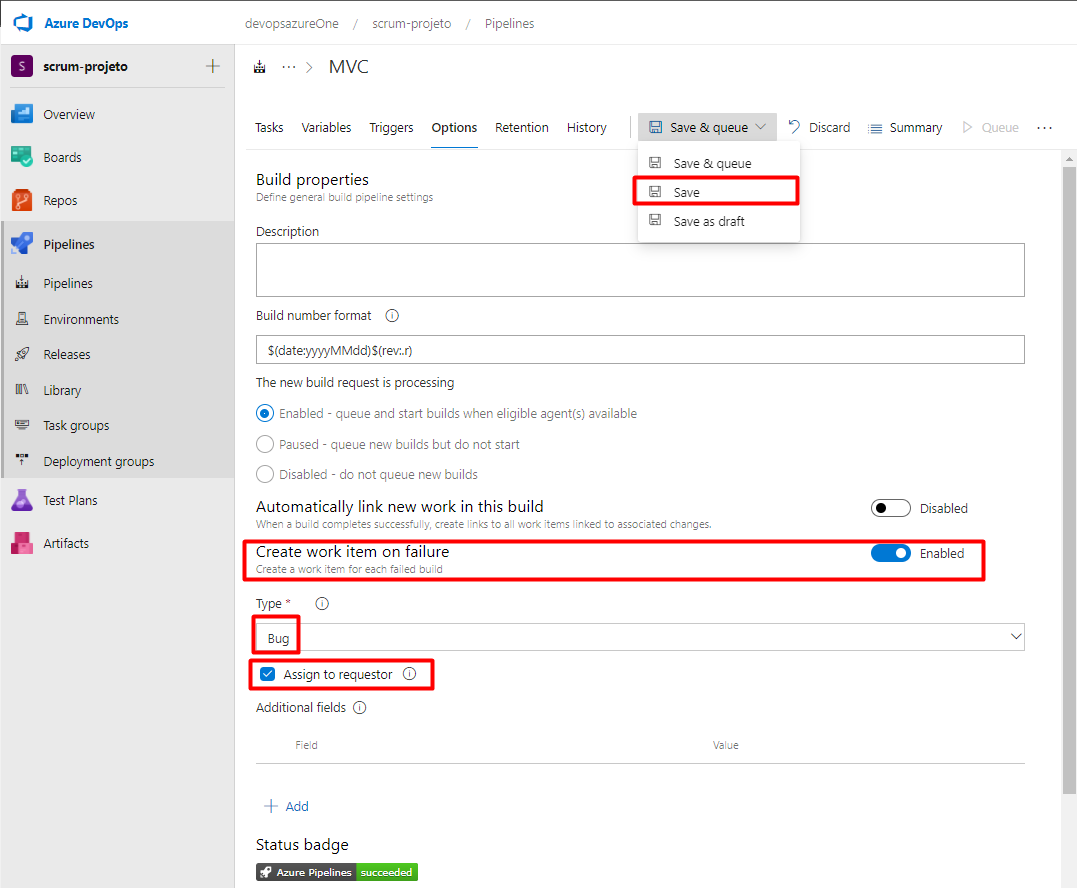 Azure DevOps
devopsazureOne / scrum-projeto / Pipelines
S scrum-projeto
··· > MVC
Overview
Boards
Repos
Pipelines
Pipelines
Environments
Releases
Library
Task groups
Deployment groups
Test Plans
Artifacts
Tasks Variables Triggers Options Retention History Save & queue Discard Summary Queue ···
Save & queue
Save
Save as draft
Build properties
Define general build pipeline settings
Description
Build number format
$(date:yyyyMMdd)$(rev:.r)
The new build request is processing
Enabled - queue and start builds when eligible agent(s) available
Paused - queue new builds but do not start
Disabled - do not queue new builds
Automatically link new work in this build Disabled
When a build completes successfully, create links to all work items linked to associated changes.
Create work item on failure Enabled
Create a work item for each failed build
Type *
Bug
Assign to requestor
Additional fields
Field Value
+ Add
Status badge
Azure Pipelines succeeded